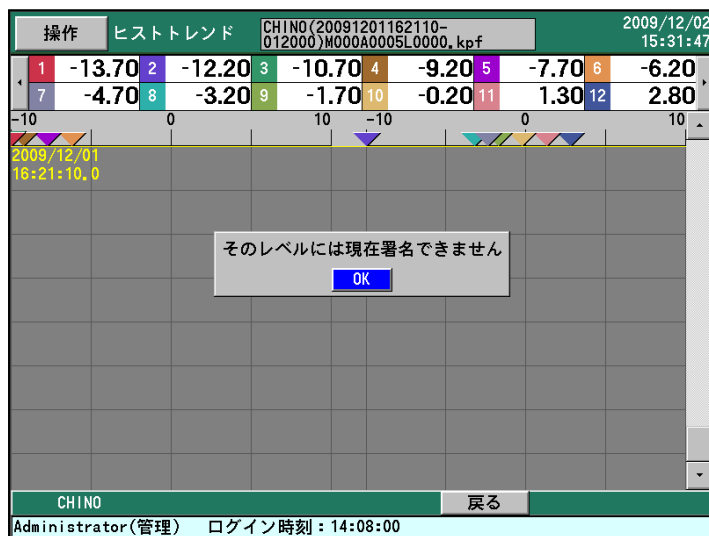 操作 ヒストトレンド CHINO(20091201162110-
012000)M000A0005L0000.kpf 2009/12/02
15:31:47
1 -13.70 2 -12.20 3 -10.70 4 -9.20 5 -7.70 6 -6.20
7 -4.70 8 -3.20 9 -1.70 10 -0.20 11 1.30 12 2.80
-10 0 10 -10 0 10
2009/12/01
16:21:10.0
そのレベルには現在署名できません
OK
CHINO 戻る
Administrator(管理) ログイン時刻:14:08:00